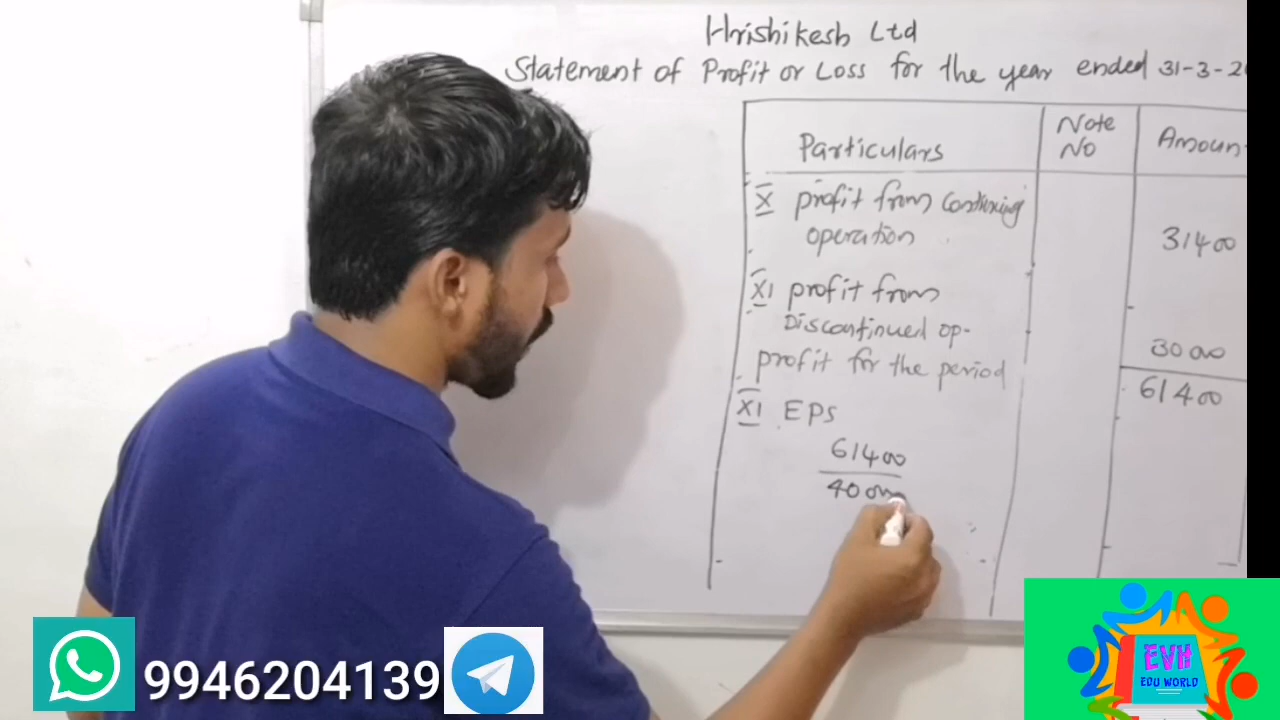 Hrishikesh Ltd
Statement of Profit or Loss for the year ended 31-3-2
Particulars
Note
No
Amoun
X profit from Continuing
operation
31400
XI profit from
Discontinued op-
30000
profit for the period
61400
XI EPS
61400
40000
9946204139
EVH
EDU WORLD